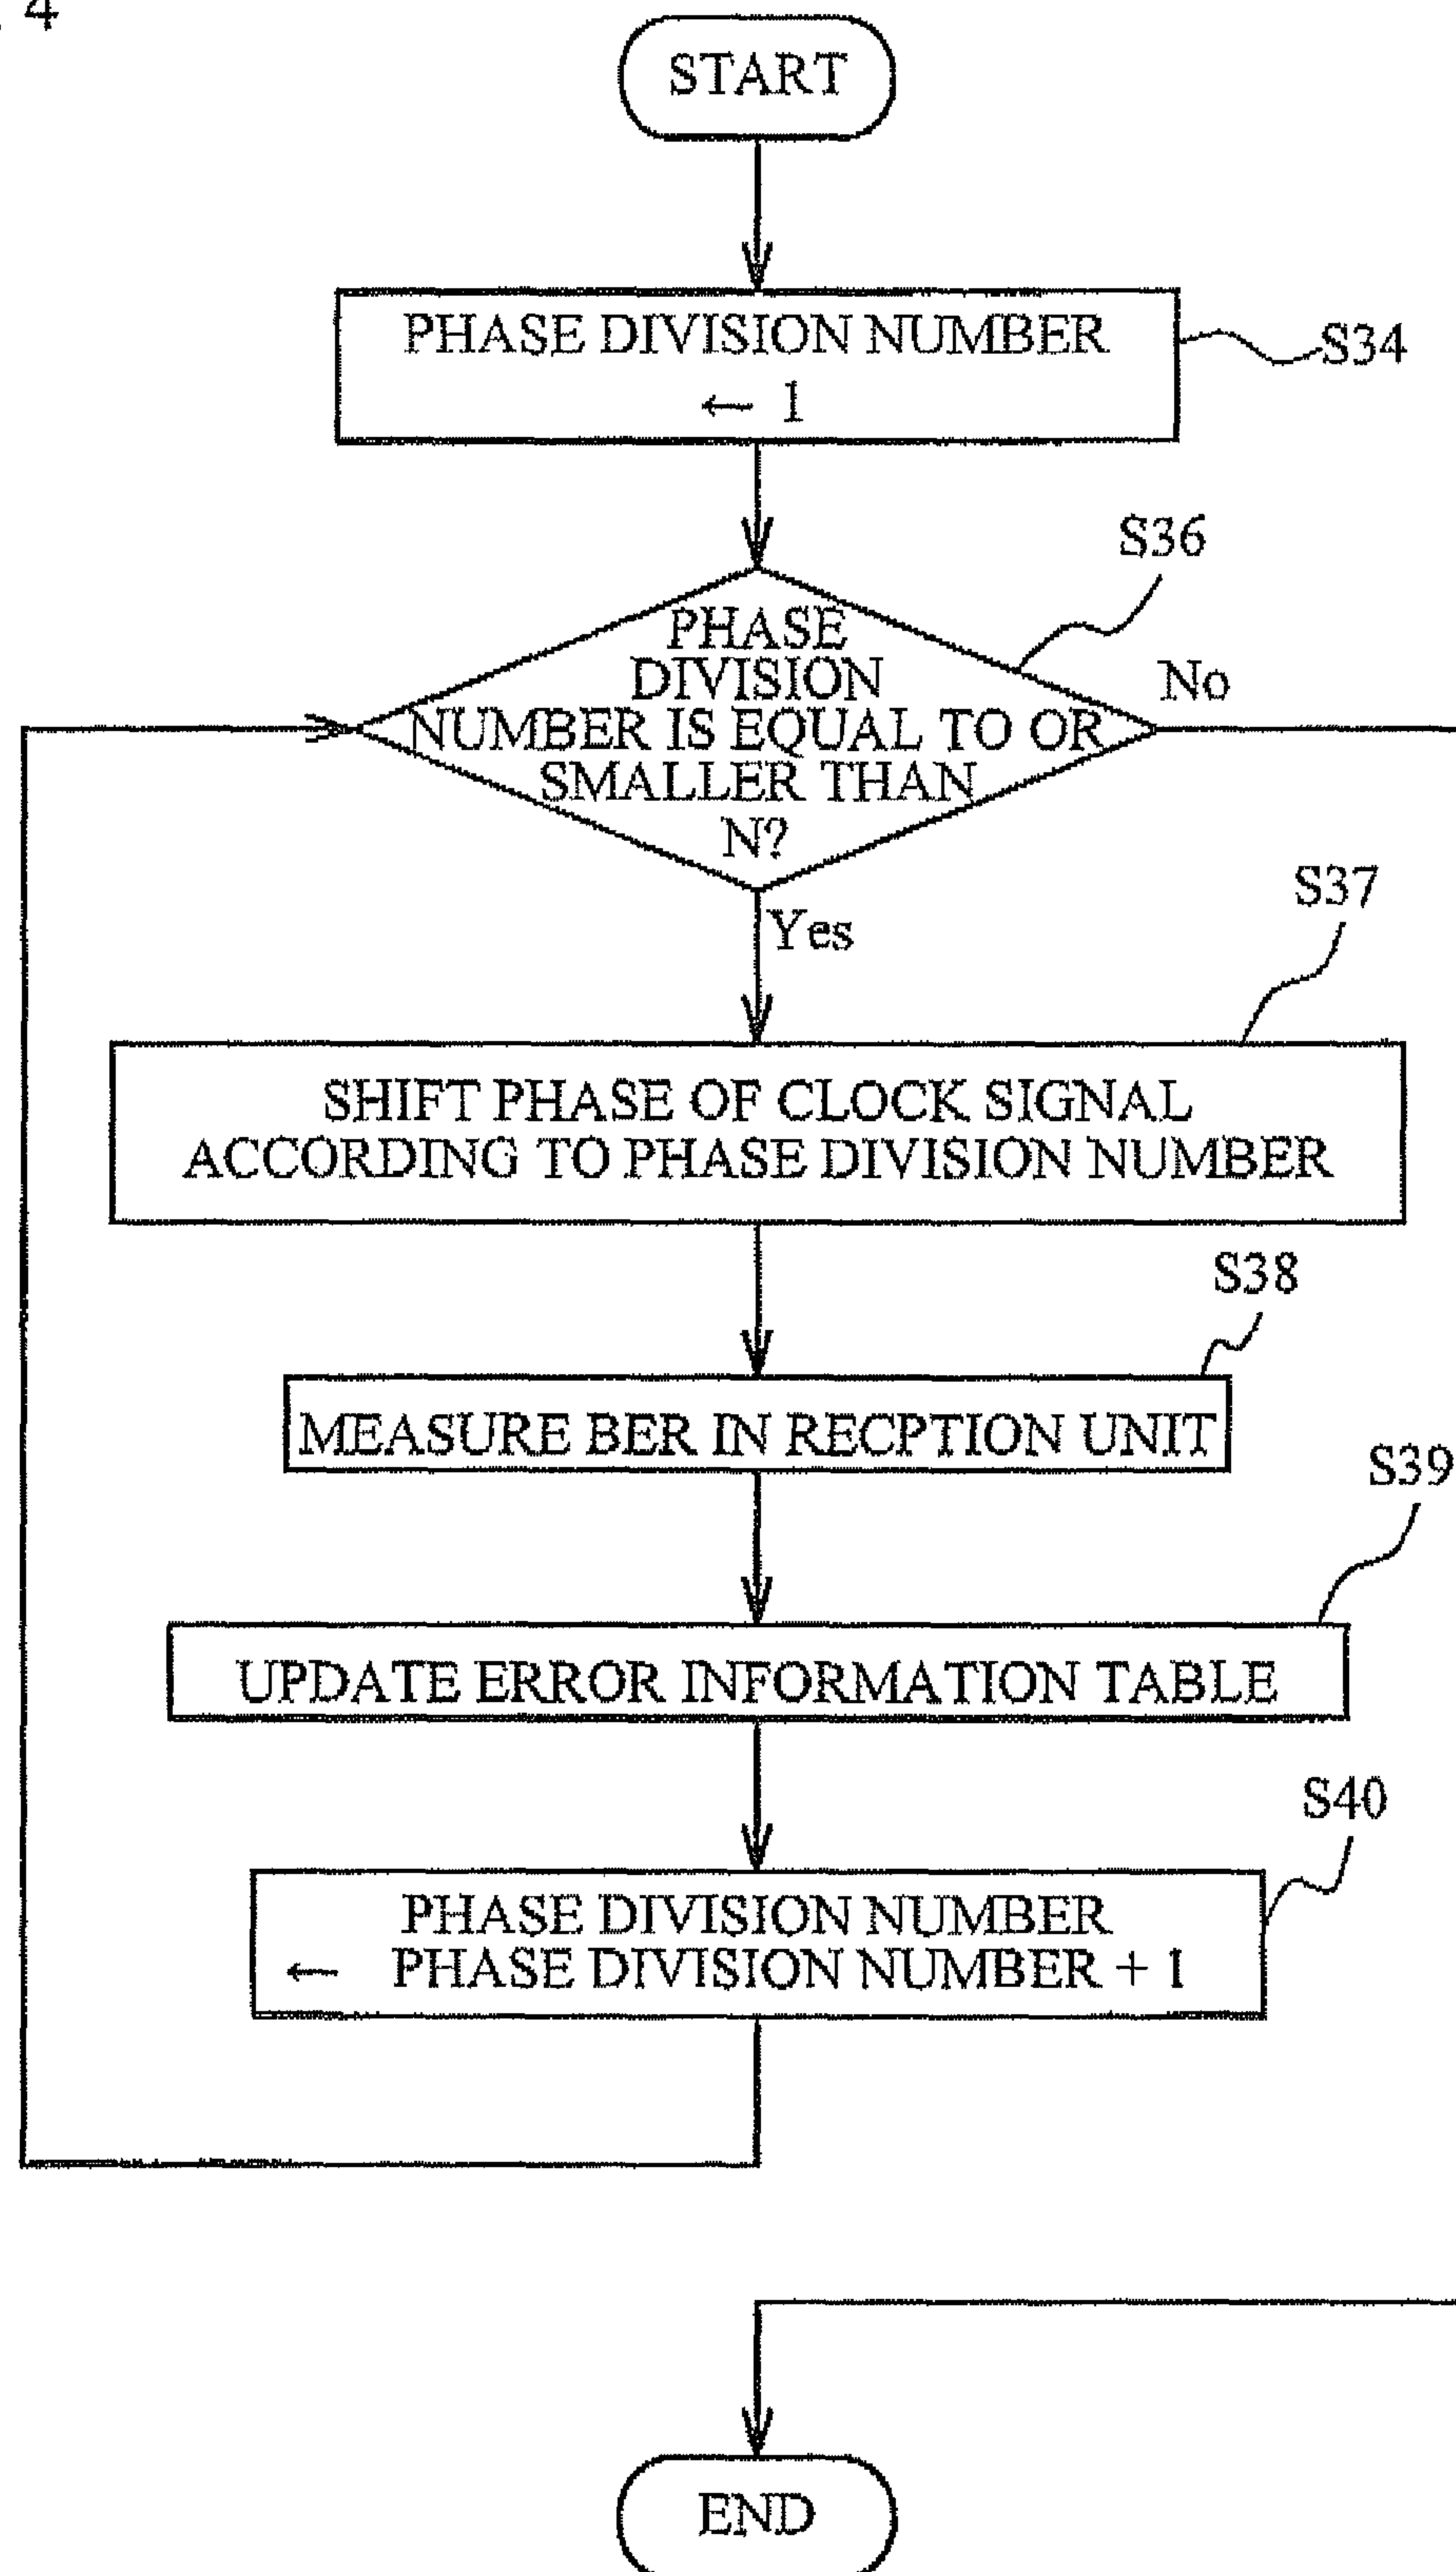 4
START
PHASE DIVISION NUMBER
← 1
S34
S36
PHASE
DIVISION
NUMBER IS EQUAL TO OR
SMALLER THAN
N?
No
Yes
S37
SHIFT PHASE OF CLOCK SIGNAL
ACCORDING TO PHASE DIVISION NUMBER
S38
MEASURE BER IN RECPTION UNIT
S39
UPDATE ERROR INFORMATION TABLE
S40
PHASE DIVISION NUMBER
← PHASE DIVISION NUMBER + 1
END